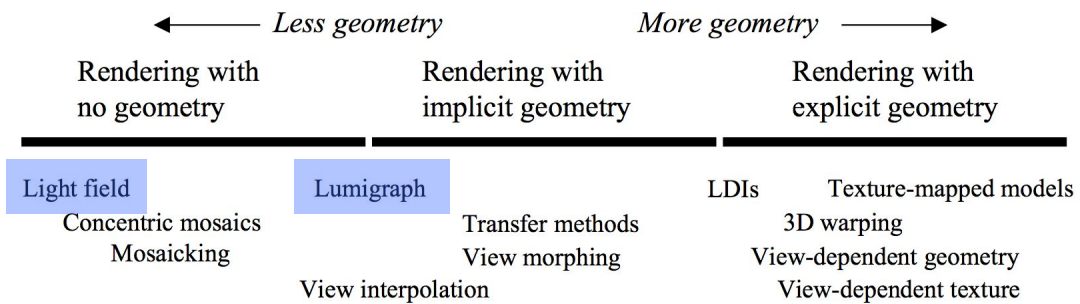 Less geometry More geometry
Rendering with no geometry
Rendering with implicit geometry
Rendering with explicit geometry
Light field Lumigraph LDIs Texture-mapped models
Concentric mosaics Transfer methods 3D warping
Mosaicking View morphing View-dependent geometry
View interpolation View-dependent texture